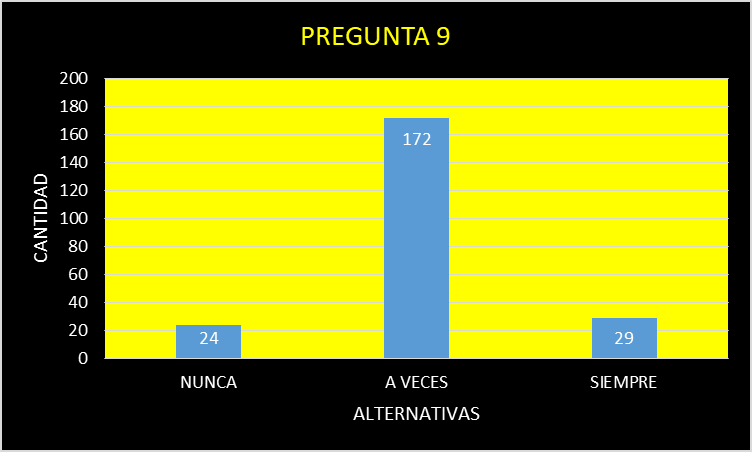 PREGUNTA 9
CANTIDAD
200
180
160
140
120
100
80
60
40
20
0
24
172
29
NUNCA
A VECES
SIEMPRE
ALTERNATIVAS